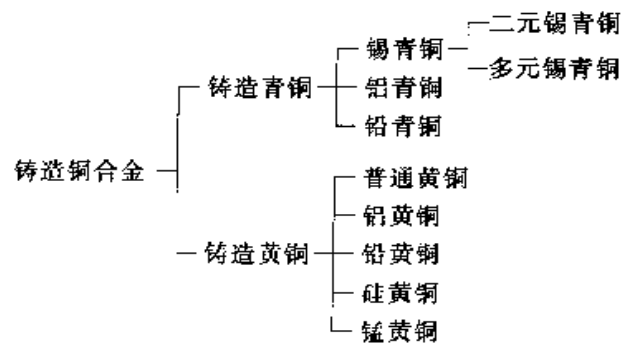 二元锡青铜
锡青铜
多元锡青铜
铸造青铜
铝青铜
铅青铜
铸造铜合金
普通黄铜
铝黄铜
铸造黄铜
铅黄铜
硅黄铜
锰黄铜